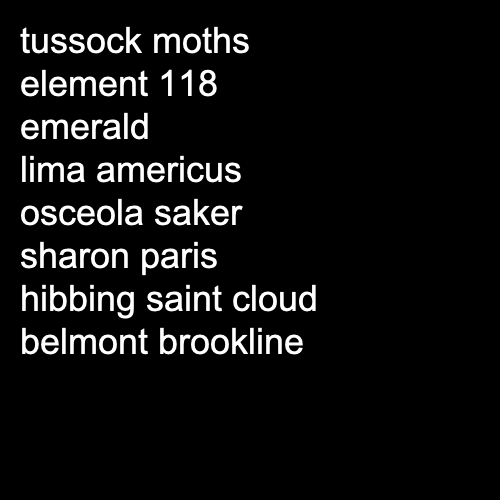 tussock moths
element 118
emerald
lima americus
osceola saker
sharon paris
hibbing saint cloud
belmont brookline